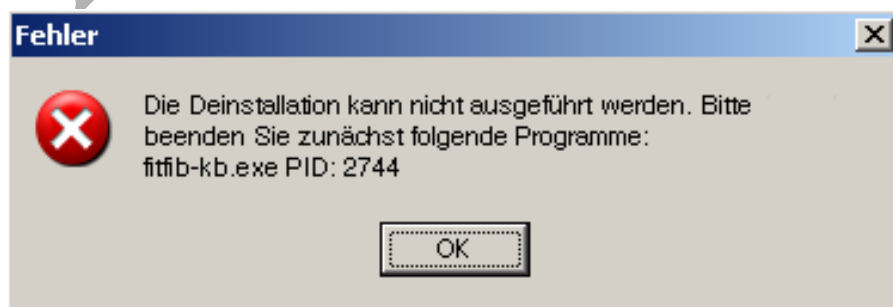 Fehler
Die Deinstallation kann nicht ausgeführt werden. Bitte
beenden Sie zunächst folgende Programme:
fitfib-kb.exe PID: 2744
OK